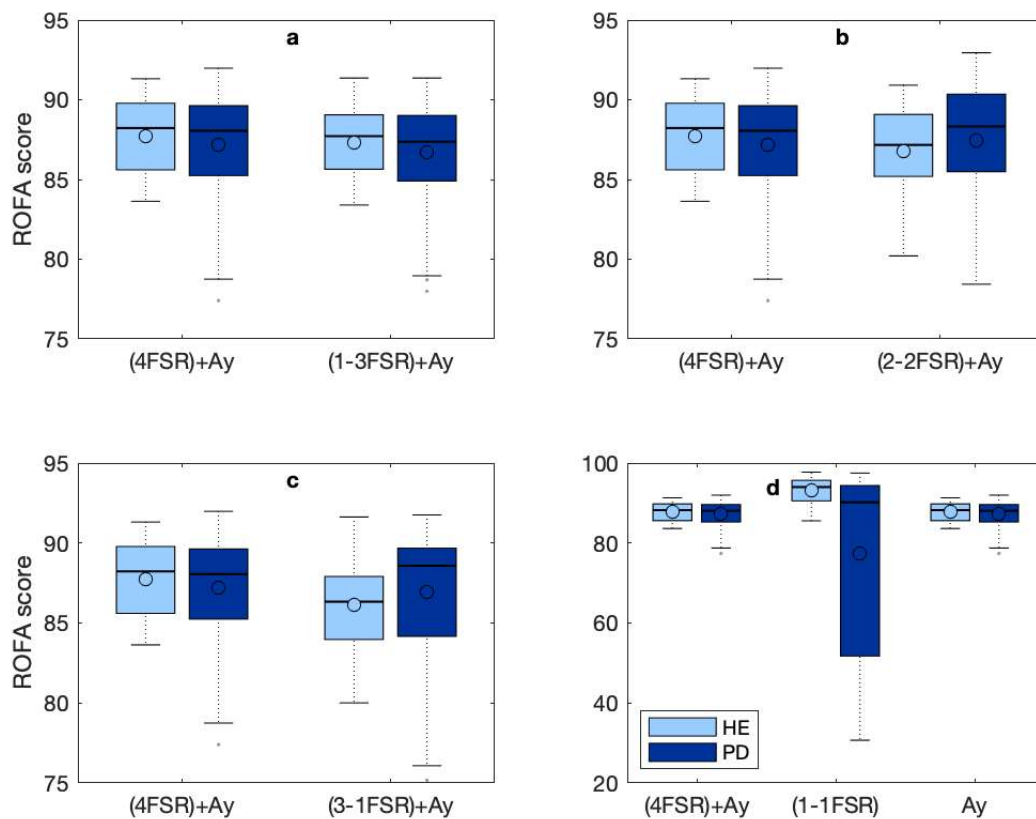 95
a
90
85
80
75
ROFA score
(4FSR)+Ay
(1-3FSR)+Ay
95
b
90
85
80
75
(4FSR)+Ay
(2-2FSR)+Ay
95
c
90
85
80
75
ROFA score
(4FSR)+Ay
(3-1FSR)+Ay
100
d
80
60
40
20
HE
PD
(4FSR)+Ay
(1-1FSR)
Ay